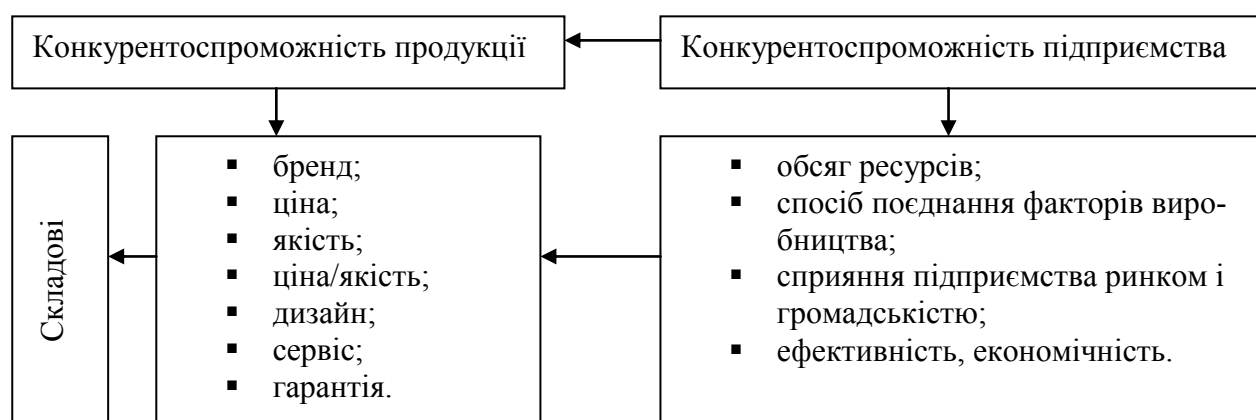 Конкурентоспроможність продукції
Конкурентоспроможність підприємства
Складові
▪ бренд;
▪ ціна;
▪ якість;
▪ ціна/якість;
▪ дизайн;
▪ сервіс;
▪ гарантія.
▪ обсяг ресурсів;
▪ спосіб поєднання факторів виро-
бництва;
▪ сприяння підприємства ринком і
громадськістю;
▪ ефективність, економічність.